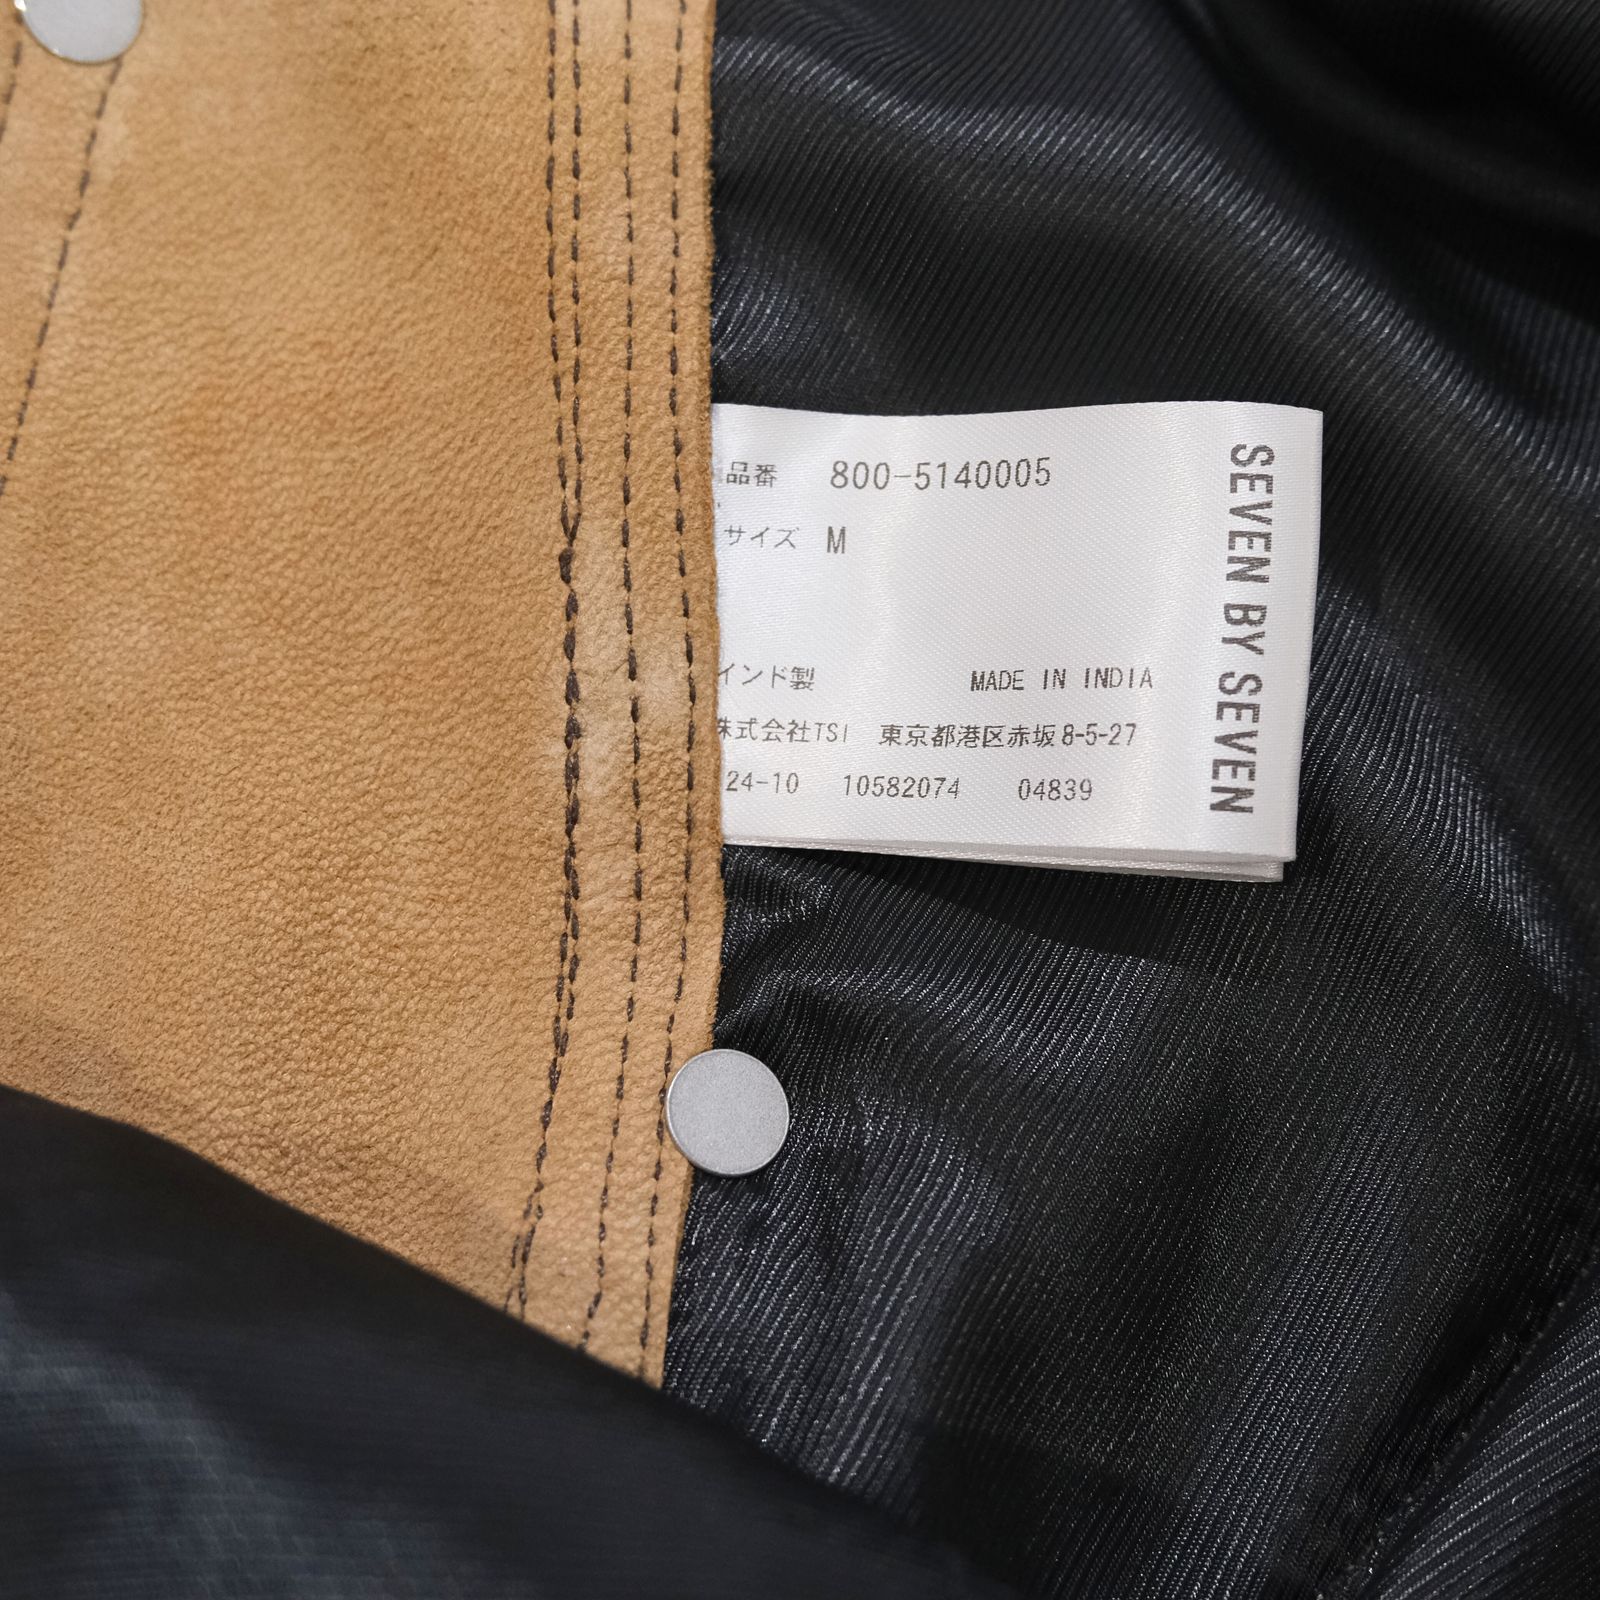 品番 800-5140005
サイズ M
インド製 MADE IN INDIA
株式会社TSI 東京都港区赤坂8-5-27
24-10 10582074 04839
SEVEN BY SEVEN